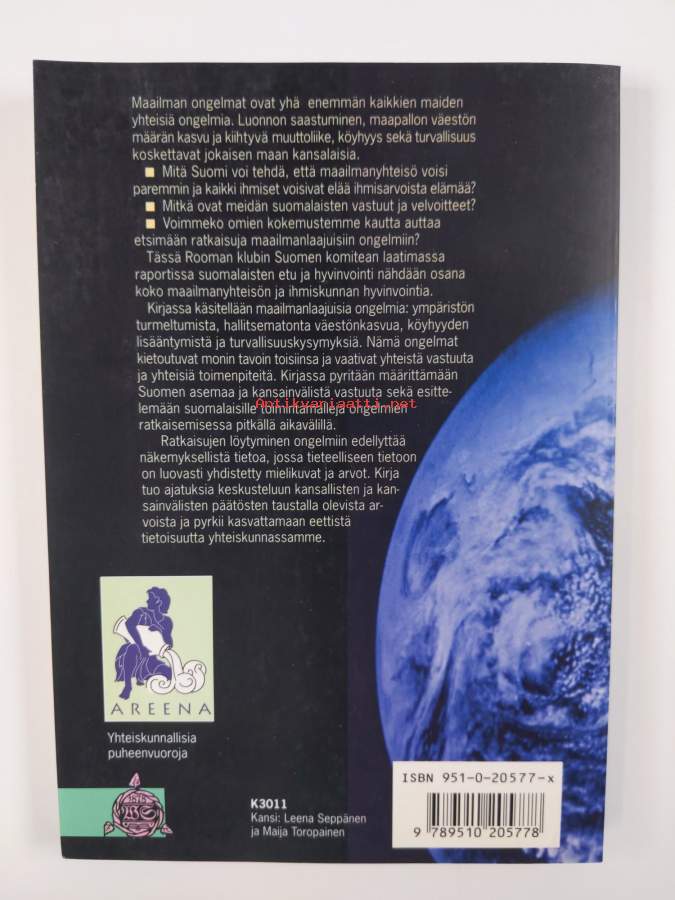 Maailman ongelmat ovat yhä enemmän kaikkien maiden
yhteisiä ongelmia. Luonnon saastuminen, maapallon väestön
määrän kasvu ja kiihtyvä muuttoliike, köyhyys sekä turvallisuus
koskettavat jokaisen maan kansalaisia.
■ Mitä Suomi voi tehdä, että maailmanyhteisö voisi
paremmin ja kaikki ihmiset voisivat elää ihmisarvoista elämää?
■ Mitkä ovat meidän suomalaisten vastuut ja velvoitteet?
■ Voimmeko omien kokemustemme kautta auttaa
etsimään ratkaisuja maailmanlaajuisiin ongelmiin?
Tässä Rooman klubin Suomen komitean laatimassa
raportissa suomalaisten etu ja hyvinvointi nähdään osana
koko maailmanyhteisön ja ihmiskunnan hyvinvointia.
Kirjassa käsitellään maailmanlaajuisia ongelmia: ympäristön
turmeltumista, hallitsematonta väestönkasvua, köyhyyden
lisääntymistä ja turvallisuuskysymyksiä. Nämä ongelmat
kietoutuvat monin tavoin toisiinsa ja vaativat yhteistä vastuuta
ja yhteisiä toimenpiteitä. Kirjassa pyritään määrittämään
Suomen asemaa ja kansainvälistä vastuuta sekä esitte-
lemään suomalaisille toimintamalleja ongelmien
ratkaisemisessa pitkällä aikavälillä.
Antikvariaatti.net
Ratkaisujen löytyminen ongelmiin edellyttää
näkemyksellistä tietoa, jossa tieteelliseen tietoon
on luovasti yhdistetty mielikuvat ja arvot. Kirja
tuo ajatuksia keskusteluun kansallisten ja kan-
sainvälisten päätösten taustalla olevista ar-
voista ja pyrkii kasvattamaan eettistä
tietoisuutta yhteiskunnassamme.
AREENA
Yhteiskunnallisia
puheenvuoroja
K3011
Kansi: Leena Seppänen
ja Maija Toropainen
ISBN 951-0-20577-x
9 789510 205778